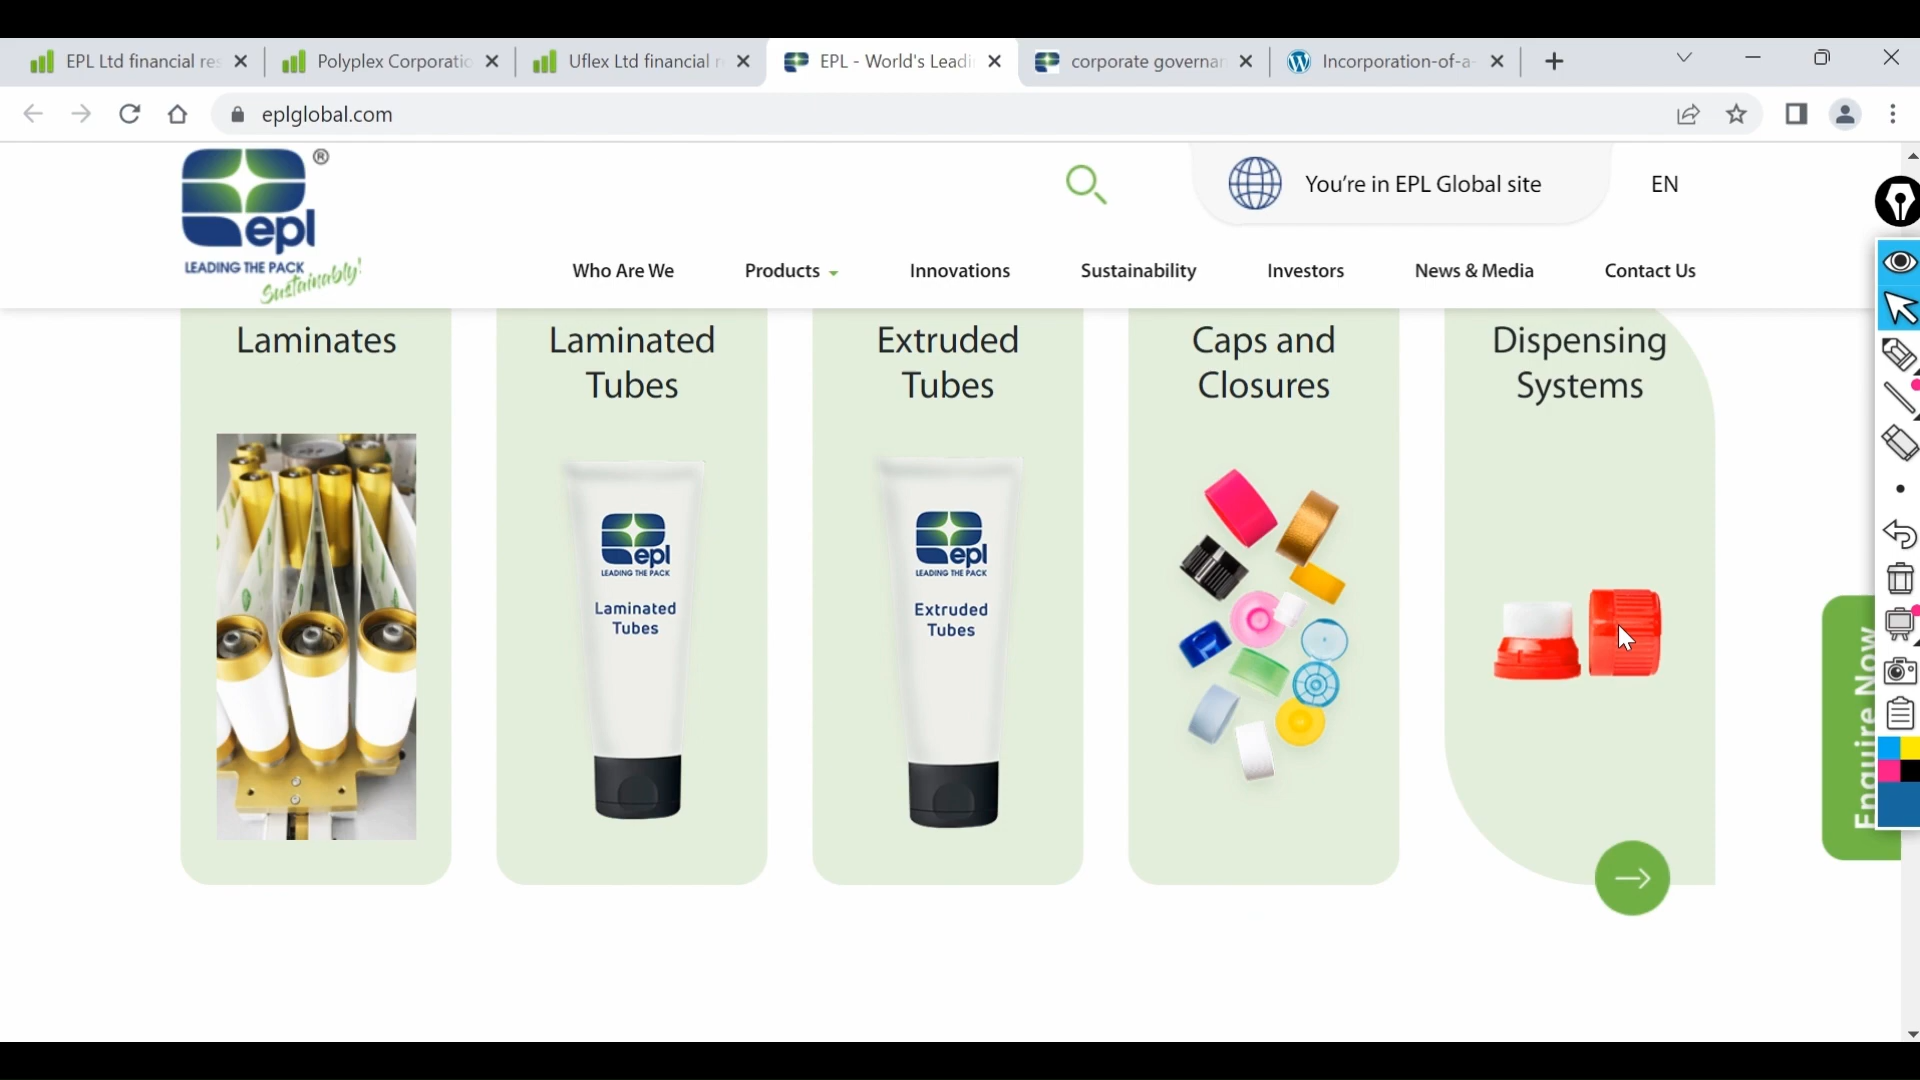 EPL Ltd financial res
Polyplex Corporatio
Uflex Ltd financial r
EPL - World's Leadi
corporate governan
Incorporation-of-a-
eplglobal.com
®
epl
LEADING THE PACK
Sustainably!
You’re in EPL Global site
EN
Who Are We
Products
Innovations
Sustainability
Investors
News & Media
Contact Us
Laminates
Laminated
Tubes
Extruded
Tubes
Caps and
Closures
Dispensing
Systems
epl
LEADING THE PACK
Laminated
Tubes
epl
LEADING THE PACK
Extruded
Tubes
Enquire Now